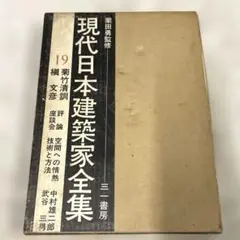 栗田勇監修
現代日本建築家全集
19 菊竹清訓
槇 文彦
評論 空間への情熱 中村雄二郎
座談会 技術と方法 武谷三男
三一書房